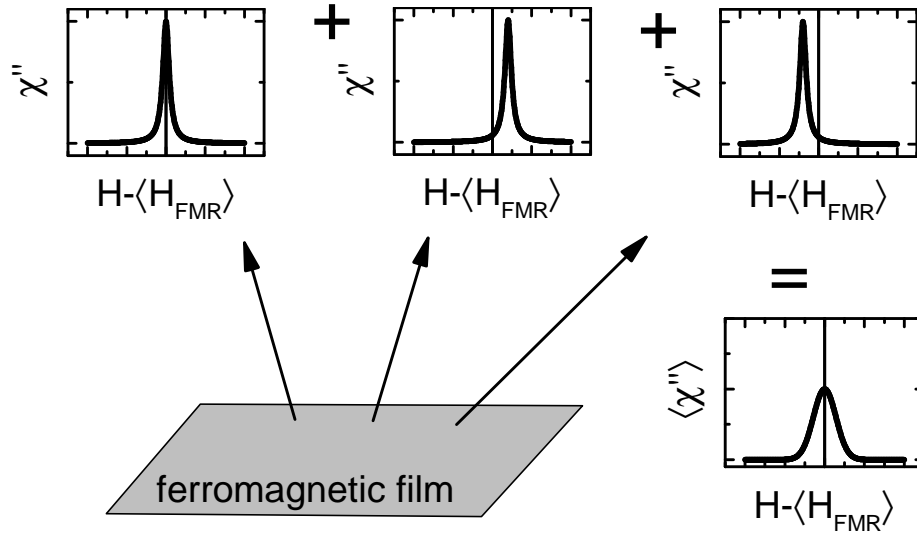 + +
χ" χ" χ"
H-⟨H_FMR⟩ H-⟨H_FMR⟩ H-⟨H_FMR⟩
=
⟨χ"⟩
ferromagnetic film
H-⟨H_FMR⟩